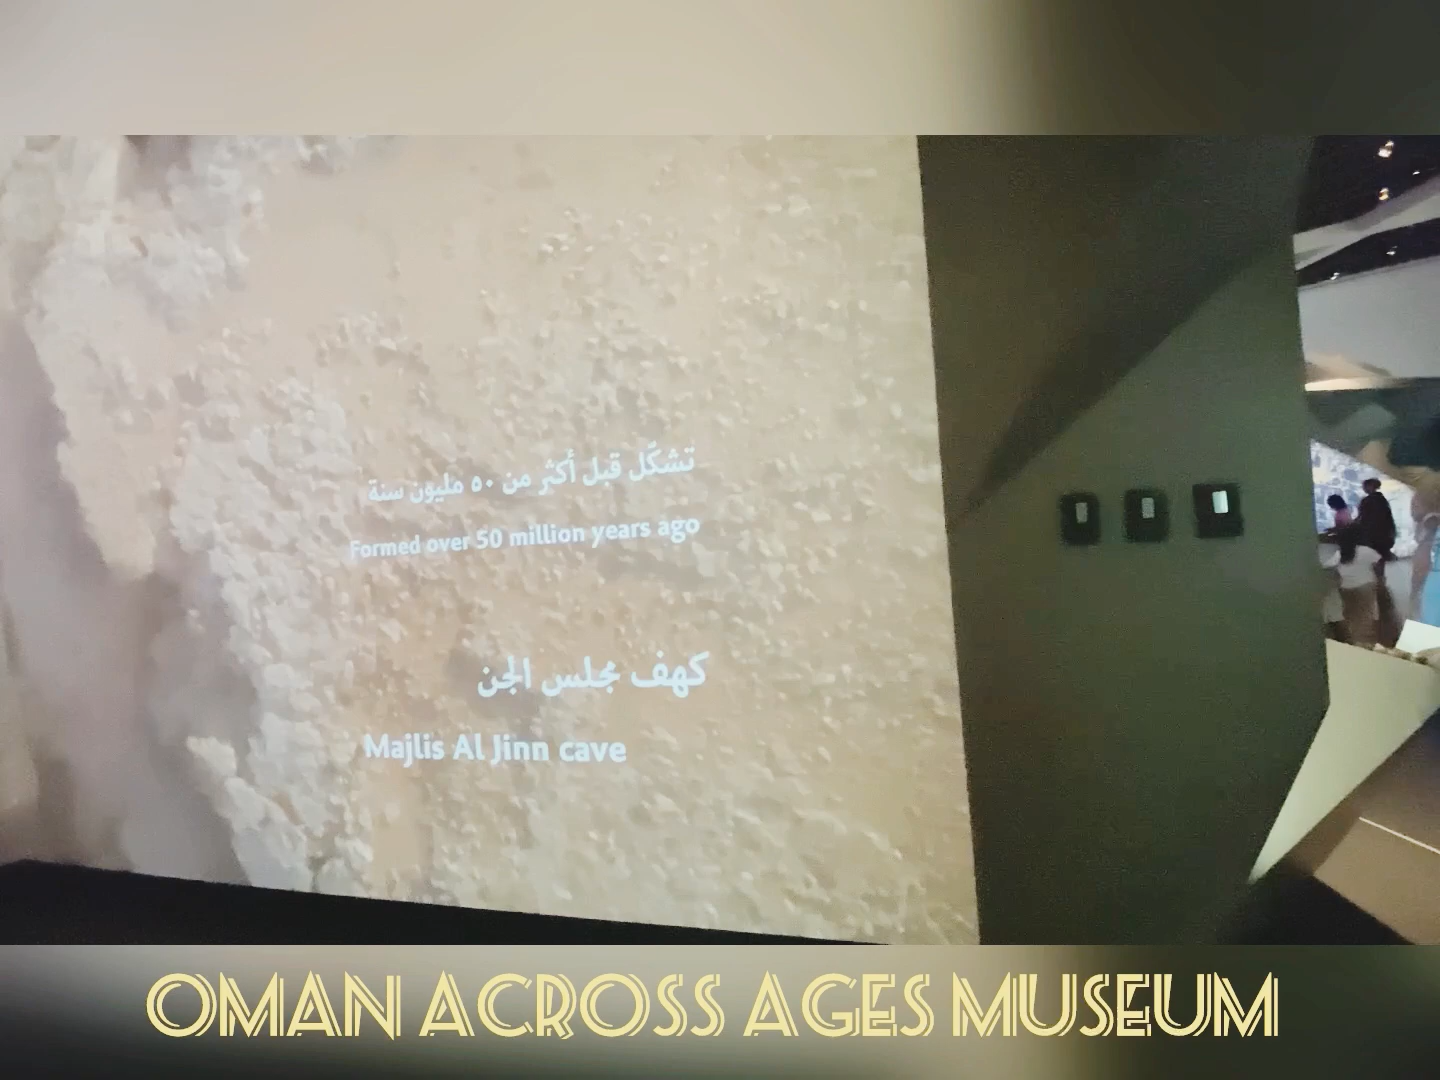 تشكّل قبل أكثر من ٥٠ مليون سنة
Formed over 50 million years ago
كهف مجلس الجن
Majlis Al Jinn cave
OMAN ACROSS AGES MUSEUM